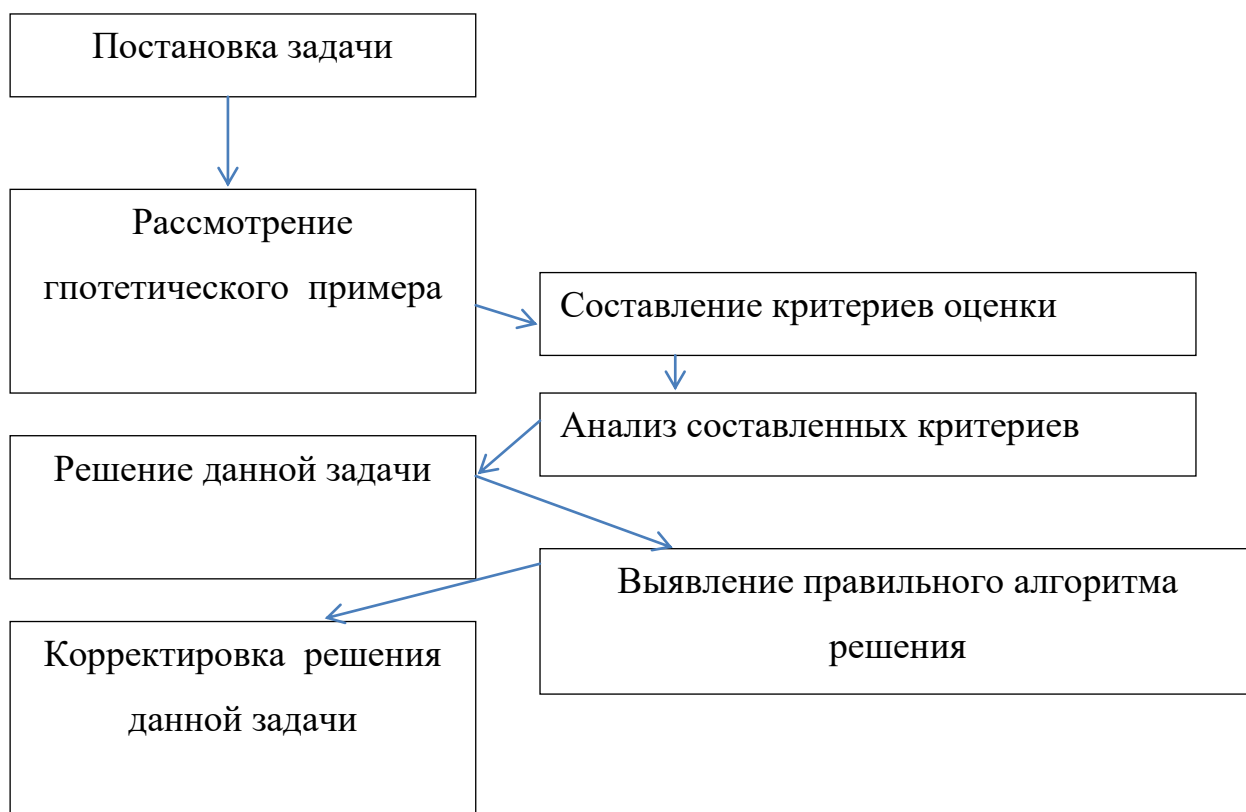 Постановка задачи
Рассмотрение
гпотетического примера
Составление критериев оценки
Анализ составленных критериев
Решение данной задачи
Выявление правильного алгоритма
решения
Корректировка решения
данной задачи